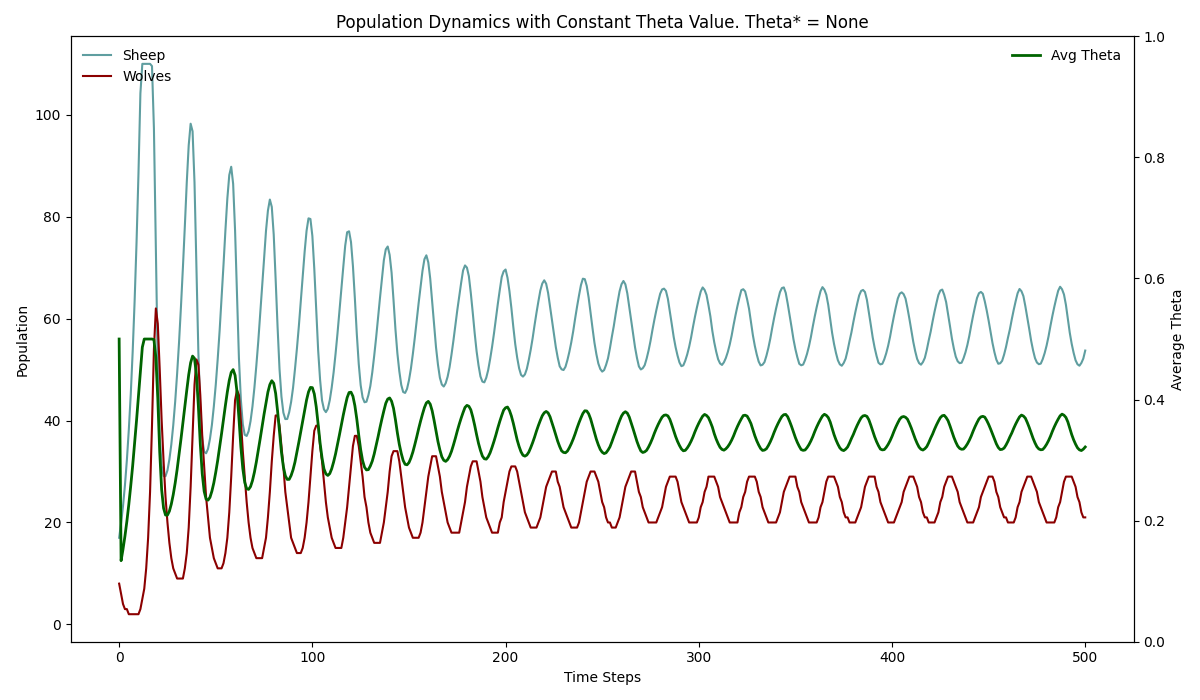 Population Dynamics with Constant Theta Value. Theta* = None
Sheep
Wolves
Avg Theta
Population
100
80
60
40
20
0
1.0
0.8
0.6
0.4
0.2
0.0
Average Theta
0 100 200 300 400 500
Time Steps